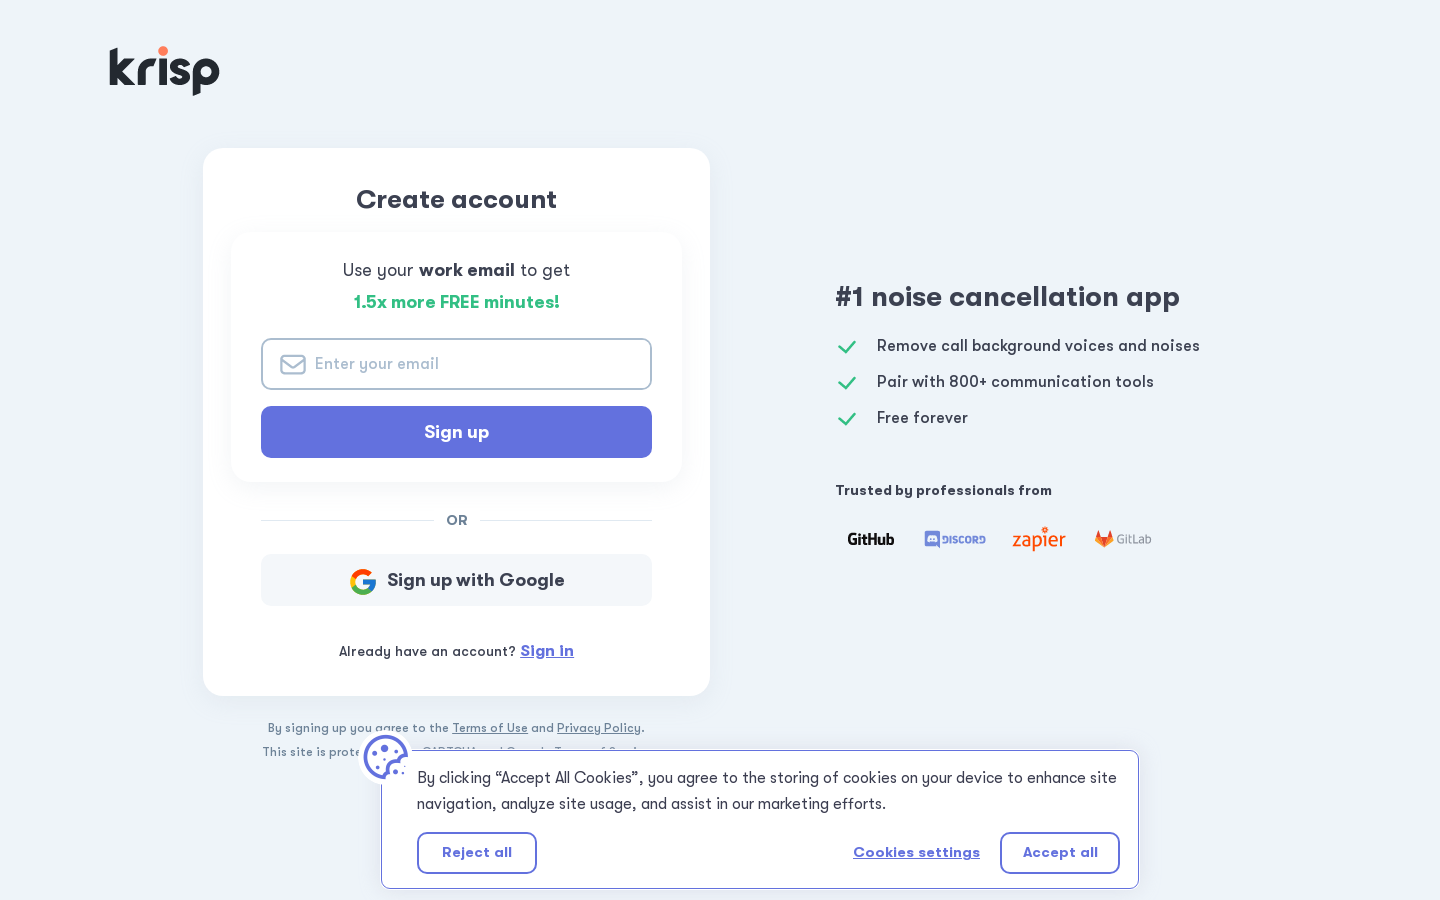 krisp
Create account
Use your work email to get
1.5x more FREE minutes!
Enter your email
Sign up
OR
Sign up with Google
Already have an account? Sign in
By signing up you agree to the Terms of Use and Privacy Policy.
This site is
#1 noise cancellation app
Remove call background voices and noises
Pair with 800+ communication tools
Free forever
Trusted by professionals from
GitHub
DISCORD
zapier
GitLab
By clicking “Accept All Cookies”, you agree to the storing of cookies on your device to enhance site
navigation, analyze site usage, and assist in our marketing efforts.
Reject all
Cookies settings
Accept all